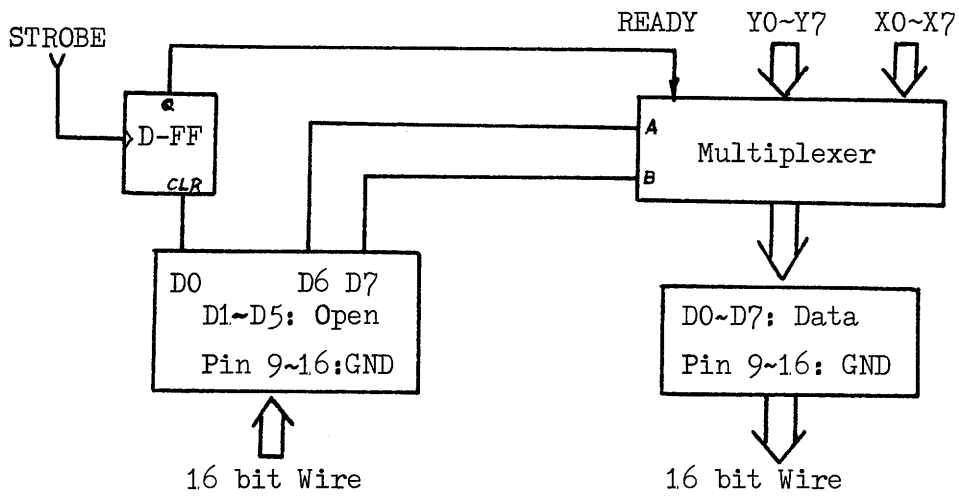 READY Y0~Y7 X0~X7
STROBE
Q
D-FF
CLR
A
B
Multiplexer
D0 D6 D7
D1~D5: Open
Pin 9~16:GND
D0~D7: Data
Pin 9~16: GND
16 bit Wire
16 bit Wire